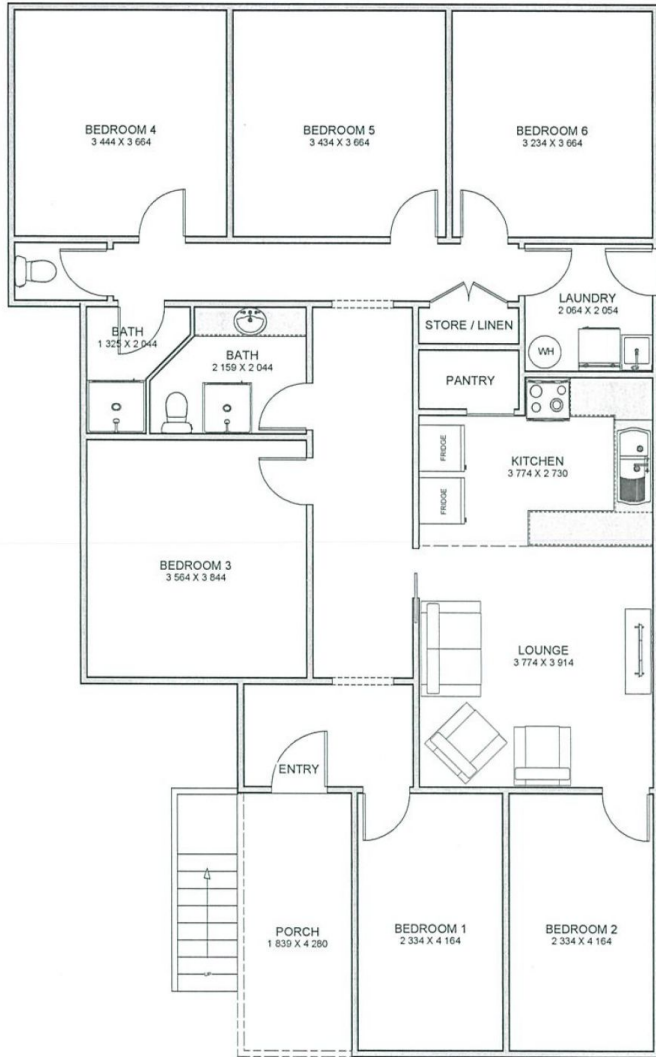 BEDROOM 4
3 444 X 3 664
BEDROOM 5
3 434 X 3 664
BEDROOM 6
3 234 X 3 664
LAUNDRY
2 064 X 2 054
BATH
1 325 X 2 044
STORE / LINEN
WH
BATH
2 159 X 2 044
PANTRY
FRIDGE
KITCHEN
3 774 X 2 730
FRIDGE
BEDROOM 3
3 564 X 3 844
LOUNGE
3 774 X 3 914
ENTRY
PORCH
1 839 X 4 280
BEDROOM 1
2 334 X 4 164
BEDROOM 2
2 334 X 4 164
UP